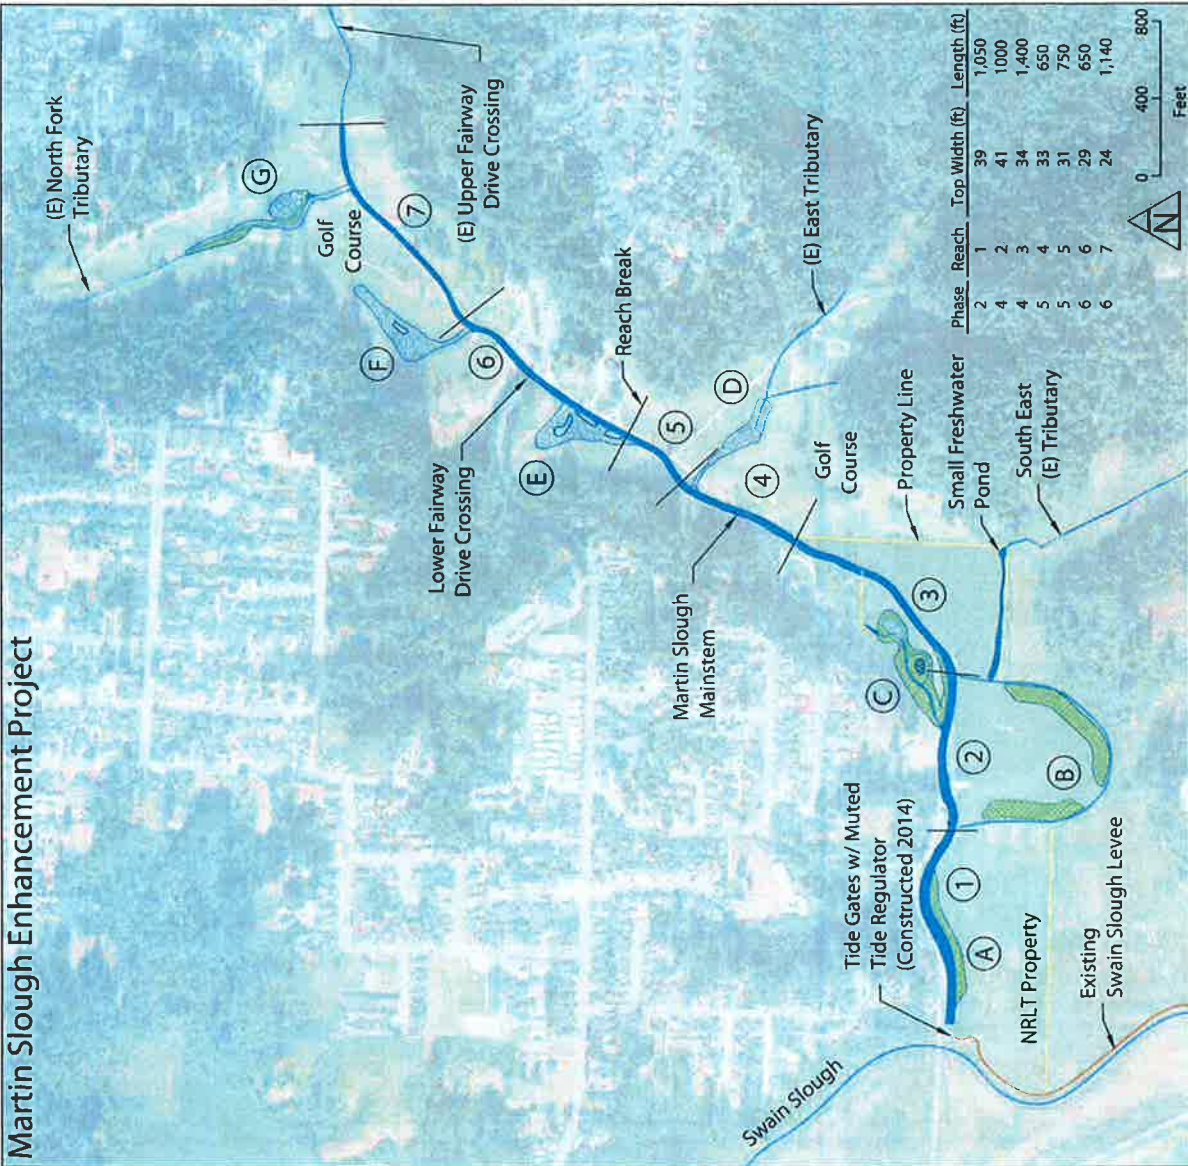 Martin Slough Enhancement Project
(E) North Fork
Tributary
G
Golf
Course
7
(E) Upper Fairway
Drive Crossing
F
6
Lower Fairway
Drive Crossing
E
Reach Break
5
D
(E) East Tributary
4
Golf
Course
Martin Slough
Mainstem
Property Line
Small Freshwater
Pond
South East
(E) Tributary
3
C
2
B
Tide Gates w/ Muted
Tide Regulator
(Constructed 2014)
1
A
NRLT Property
Existing
Swain Slough Levee
Swain Slough
Phase Reach Top Width (ft) Length (ft)
2 1 39 1,050
4 2 41 1000
4 3 34 1,400
5 4 33 650
5 5 31 750
6 6 29 650
6 7 24 1,140
N
0 400 800
Feet